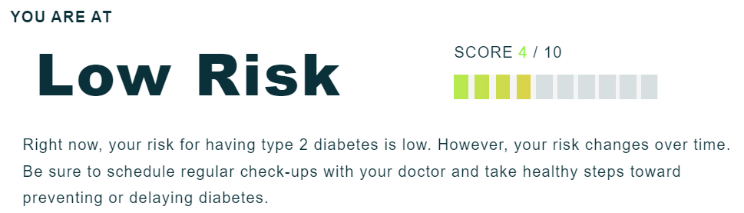 YOU ARE AT
Low Risk
SCORE 4 / 10
Right now, your risk for having type 2 diabetes is low. However, your risk changes over time.
Be sure to schedule regular check-ups with your doctor and take healthy steps toward
preventing or delaying diabetes.